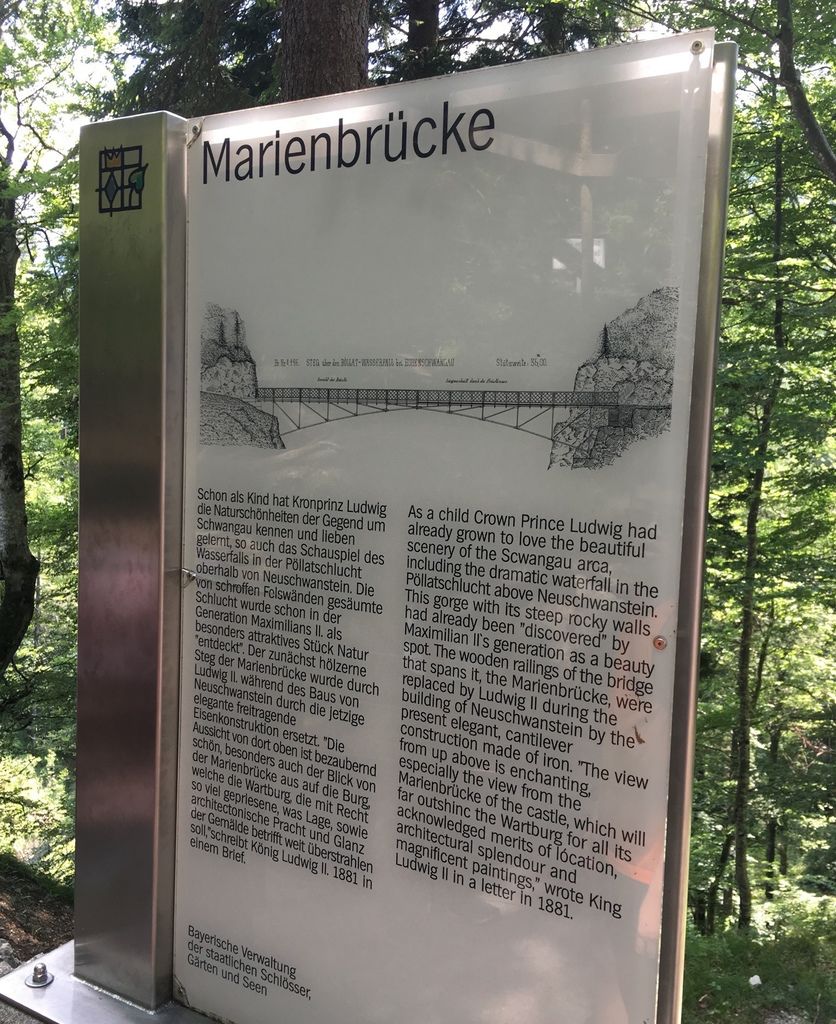 Marienbrücke
STEG über den PÖLLAT-WASSERFALL bei HOHENSCHWANGAU
Stützweite: 35,00.
Schon als Kind hat Kronprinz Ludwig
die Naturschönheiten der Gegend um
Schwangau kennen und lieben
gelernt, so auch das Schauspiel des
Wasserfalls in der Pöllatschlucht
oberhalb von Neuschwanstein. Die
von schroffen Folswänden gesäumte
Schlucht wurde schon in der
Generation Maximilians II. als
besonders attraktives Stück Natur
"entdeckt". Der zunächst hölzerne
Steg der Marienbrücke wurde durch
Ludwig II. während des Baus von
Neuschwanstein durch die jetzige
elegante freitragende
Eisenkonstruktion ersetzt. "Die
Aussicht von dort oben ist bezaubernd
schön, besonders auch der Blick von
der Marienbrücke aus auf die Burg,
welche die Wartburg, die mit Recht
so viel gepriesene, was Lage, sowie
architektonische Pracht und Glanz
der Gemälde betrifft weit überstrahlen
soll,"schreibt König Ludwig II. 1881 in
einem Brief.
As a child Crown Prince Ludwig had
already grown to love the beautiful
scenery of the Scwangau arca,
including the dramatic waterfall in the
Pöllatschlucht above Neuschwanstein.
This gorge with its steep rocky walls
had already been "discovered" by
Maximilian II's generation as a beauty
spot. The wooden railings of the bridge
that spans it, the Marienbrücke, were
replaced by Ludwig II during the
building of Neuschwanstein by the
present elegant, cantilever
construction made of iron. "The view
from up above is enchanting,
especially the view from the
Marienbrücke of the castle, which will
far outshinc the Wartburg for all its
acknowledged merits of location,
architectural splendour and
magnificent paintings," wrote King
Ludwig II in a letter in 1881.
Bayerische Verwaltung
der staatlichen Schlösser,
Gärten und Seen